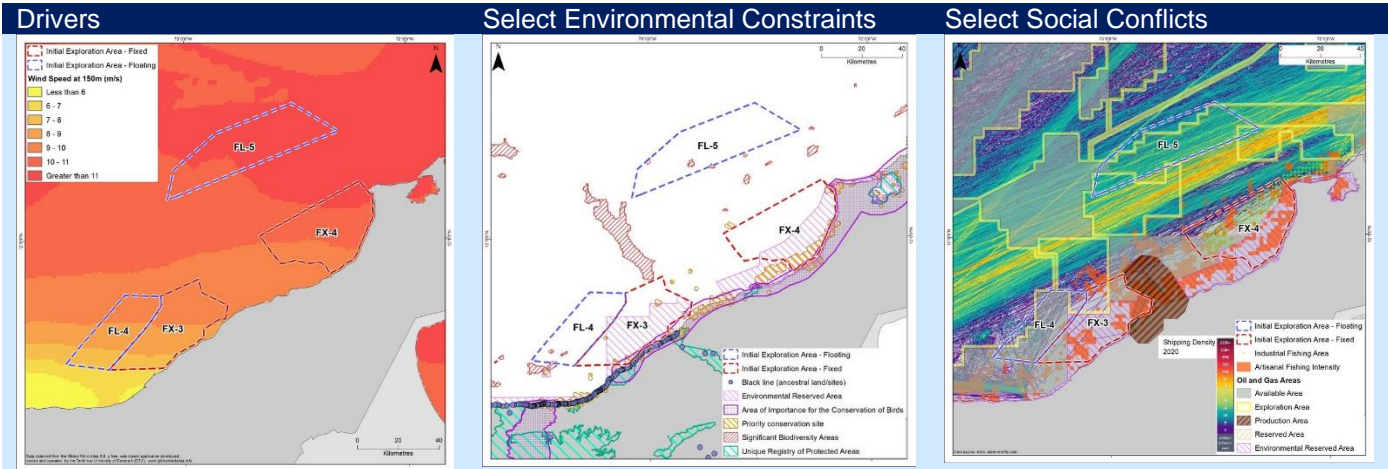 Drivers
Select Environmental Constraints
Select Social Conflicts
Initial Exploration Area - Fixed
Initial Exploration Area - Floating
Wind Speed at 150m (m/s)
Less than 6
6 - 7
7 - 8
8 - 9
9 - 10
10 - 11
Greater than 11
N
FL-5
FX-4
FL-4
FX-3
0 20 40
Kilometres
N
0 20 40
Kilometres
FL-5
FX-4
FL-4
FX-3
Initial Exploration Area - Floating
Initial Exploration Area - Fixed
Black line (ancestral land/sites)
Environmental Reserved Area
Area of Importance for the Conservation of Birds
Priority conservation site
Significant Biodiversity Areas
Unique Registry of Protected Areas
N
0 20 40
Kilometres
FL-5
FX-4
FL-4
FX-3
Shipping Density
2020
Initial Exploration Area - Floating
Initial Exploration Area - Fixed
Industrial Fishing Area
Artisanal Fishing Intensity
Oil and Gas Areas
Available Area
Exploration Area
Production Area
Reserved Area
Environmental Reserved Area